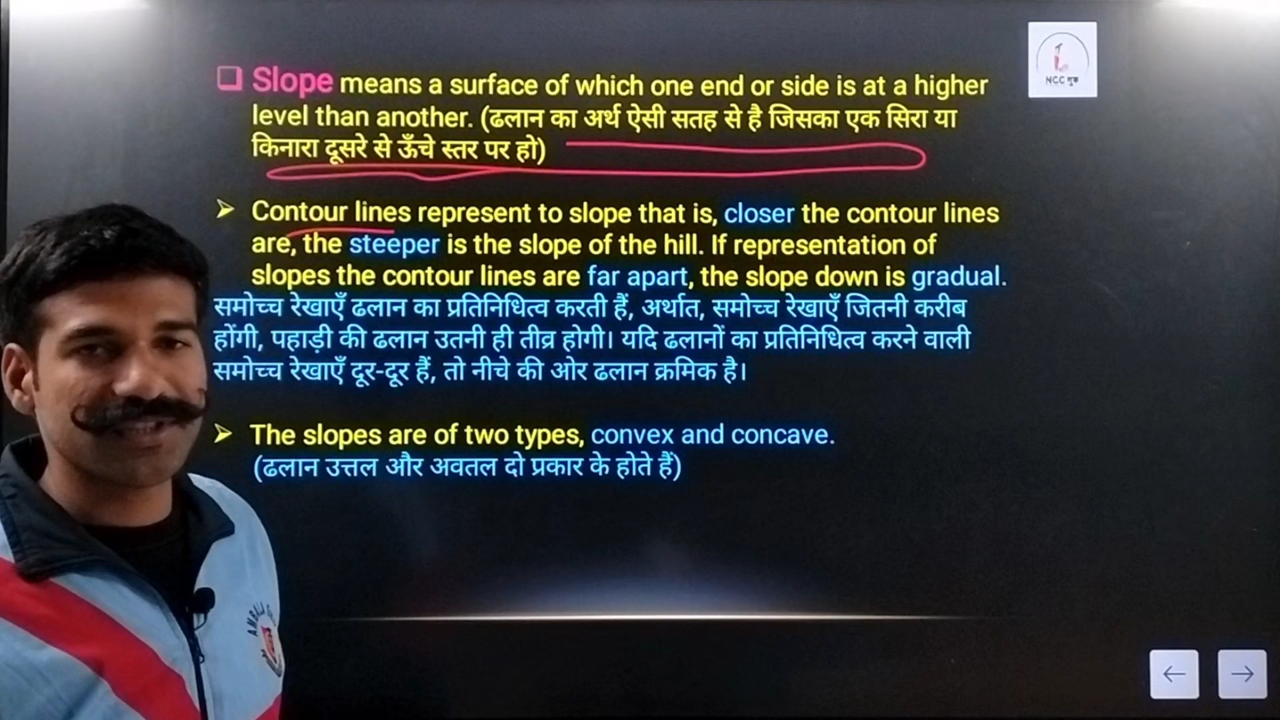 Slope means a surface of which one end or side is at a higher
level than another. (ढलान का अर्थ ऐसी सतह से है जिसका एक सिरा या
किनारा दूसरे से ऊँचे स्तर पर हो)
NCC गुरु
Contour lines represent to slope that is, closer the contour lines
are, the steeper is the slope of the hill. If representation of
slopes the contour lines are far apart, the slope down is gradual.
समोच्च रेखाएँ ढलान का प्रतिनिधित्व करती हैं, अर्थात, समोच्च रेखाएँ जितनी करीब
होंगी, पहाड़ी की ढलान उतनी ही तीव्र होगी। यदि ढलानों का प्रतिनिधित्व करने वाली
समोच्च रेखाएँ दूर-दूर हैं, तो नीचे की ओर ढलान क्रमिक है।
The slopes are of two types, convex and concave.
(ढलान उत्तल और अवतल दो प्रकार के होते हैं)